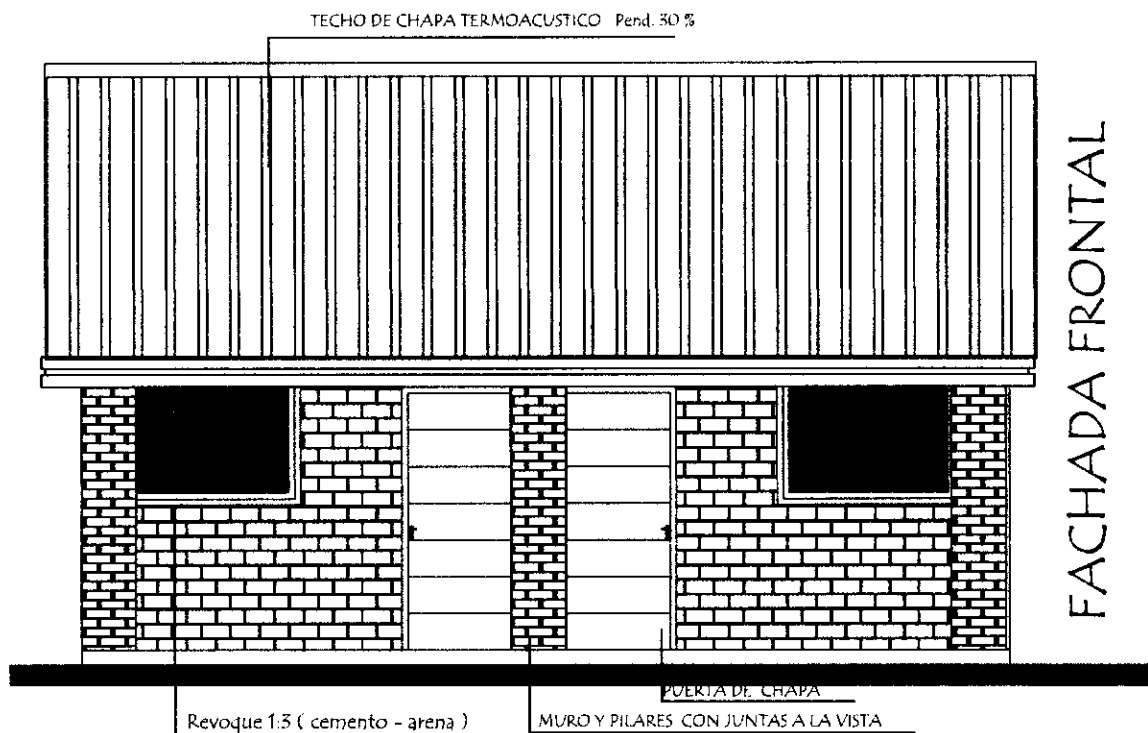 TECHO DE CHAPA TERMOACUSTICO Pend. 30 %
FACHADA FRONTAL
PUERTA DE CHAPA
Revoque 1:3 ( cemento - arena )
MURO Y PILARES CON JUNTAS A LA VISTA